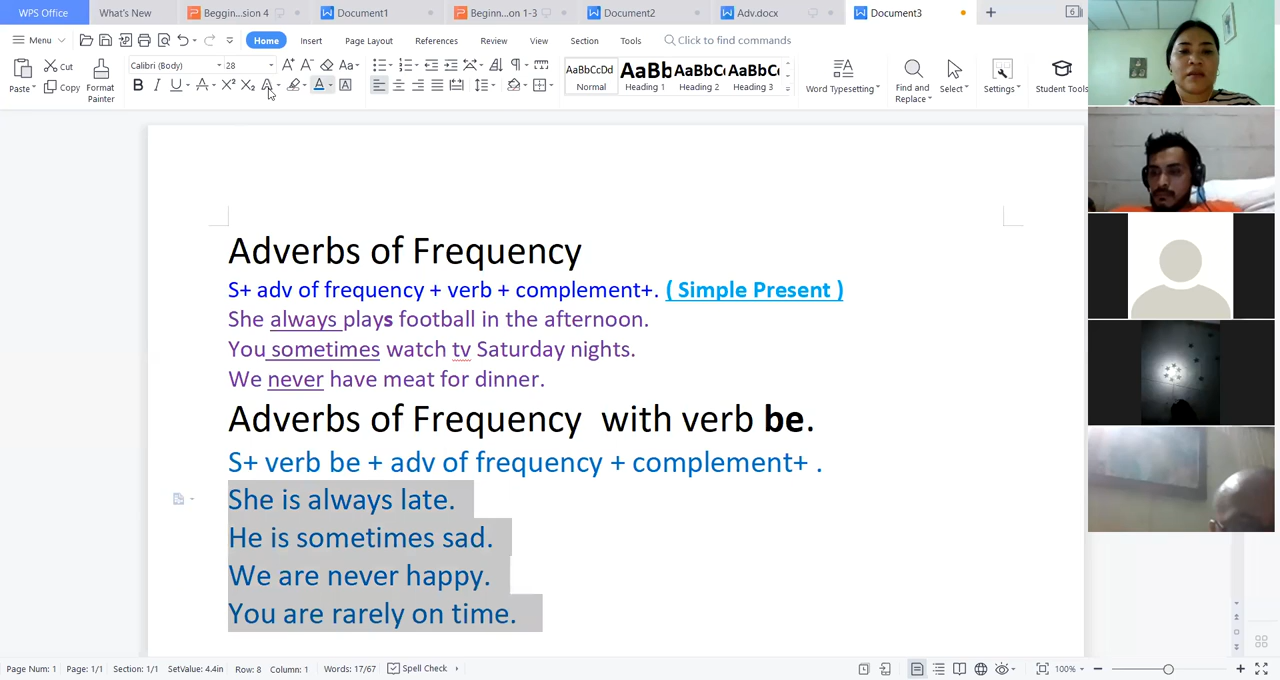 WPS Office What's New Beggin...sion 4 Document1 Beginn...on 1-3 Document2 Adv.docx Document3 6
Menu Home Insert Page Layout References Review View Section Tools Click to find commands
Paste Cut Copy Format Painter Calibri (Body) 28 AaBbCcDd Normal AaBb Heading 1 AaBbC Heading 2 AaBbC Heading 3 Word Typesetting Find and Replace Select Settings Student Tools
Adverbs of Frequency
S+ adv of frequency + verb + complement+. ( Simple Present )
She always plays football in the afternoon.
You sometimes watch tv Saturday nights.
We never have meat for dinner.
Adverbs of Frequency with verb be.
S+ verb be + adv of frequency + complement+ .
She is always late.
He is sometimes sad.
We are never happy.
You are rarely on time.
Page Num: 1 Page: 1/1 Section: 1/1 SetValue: 4.4in Row: 8 Column: 1 Words: 17/67 Spell Check 100%